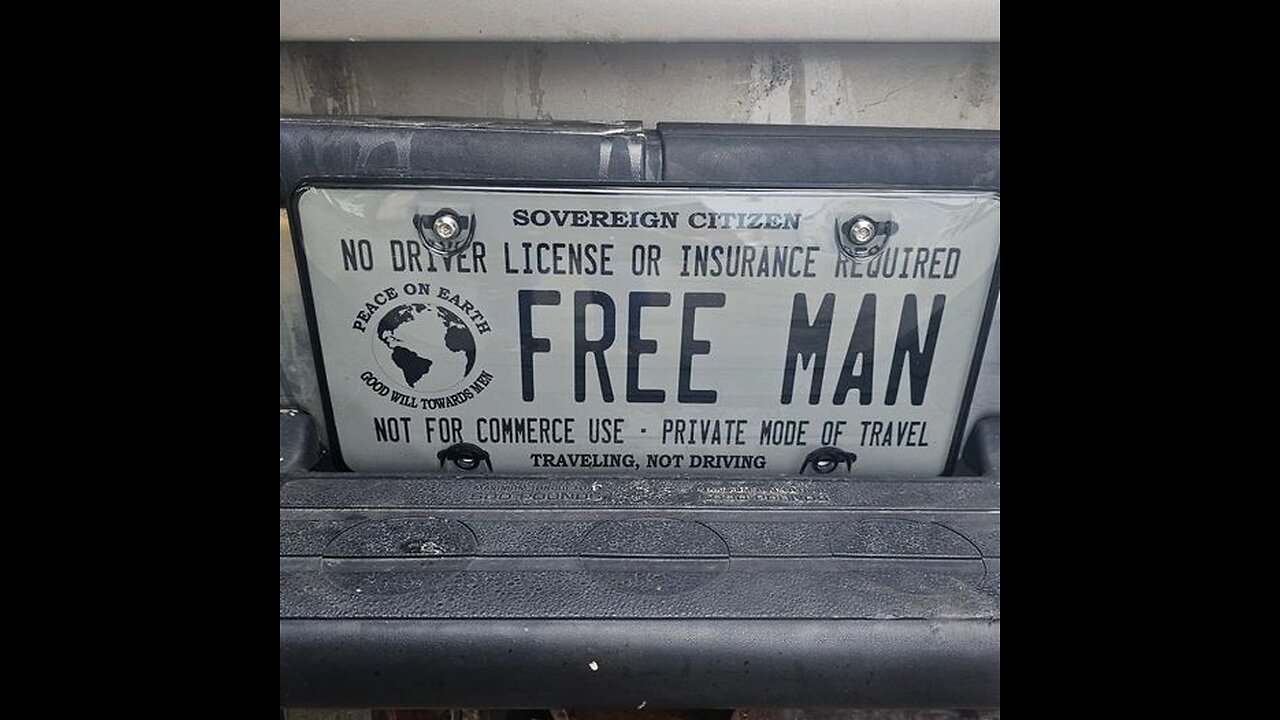 SOVEREIGN CITIZEN
NO DRIVER LICENSE OR INSURANCE REQUIRED
PEACE ON EARTH
GOOD WILL TOWARDS MEN
FREE MAN
NOT FOR COMMERCE USE · PRIVATE MODE OF TRAVEL
TRAVELING, NOT DRIVING